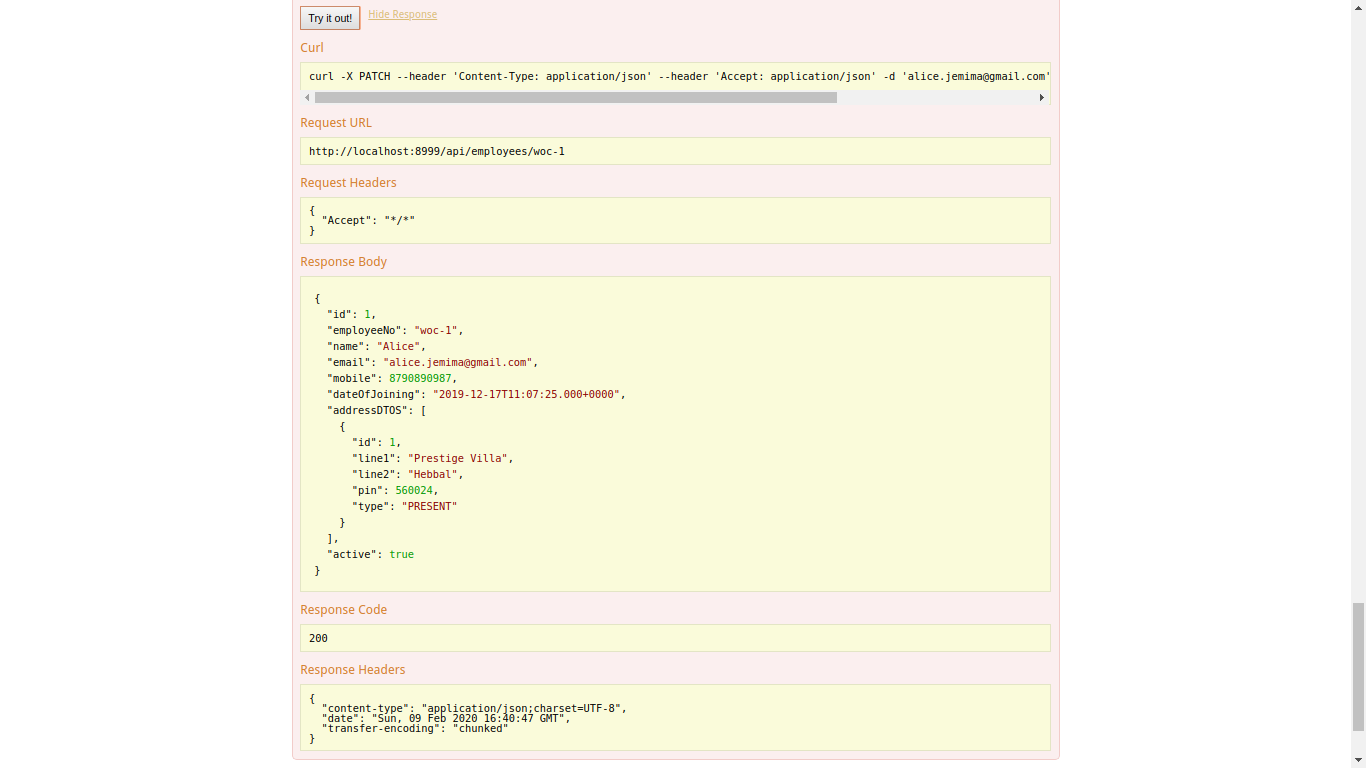 Try it out! Hide Response
Curl
curl -X PATCH --header 'Content-Type: application/json' --header 'Accept: application/json' -d 'alice.jemima@gmail.com'
Request URL
http://localhost:8999/api/employees/woc-1
Request Headers
{
  "Accept": "*/*"
}
Response Body
{
  "id": 1,
  "employeeNo": "woc-1",
  "name": "Alice",
  "email": "alice.jemima@gmail.com",
  "mobile": 8790890987,
  "dateOfJoining": "2019-12-17T11:07:25.000+0000",
  "addressDTOS": [
    {
      "id": 1,
      "line1": "Prestige Villa",
      "line2": "Hebbal",
      "pin": 560024,
      "type": "PRESENT"
    }
  ],
  "active": true
}
Response Code
200
Response Headers
{
  "content-type": "application/json;charset=UTF-8",
  "date": "Sun, 09 Feb 2020 16:40:47 GMT",
  "transfer-encoding": "chunked"
}